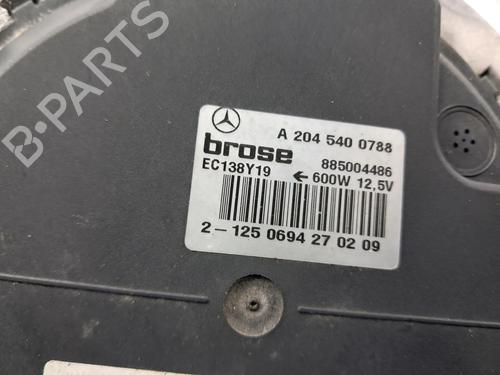 B-PARTS
A 204 540 0788
brose
885004486
EC138Y19
← 600W 12,5V
2-125 0694 27 02 09